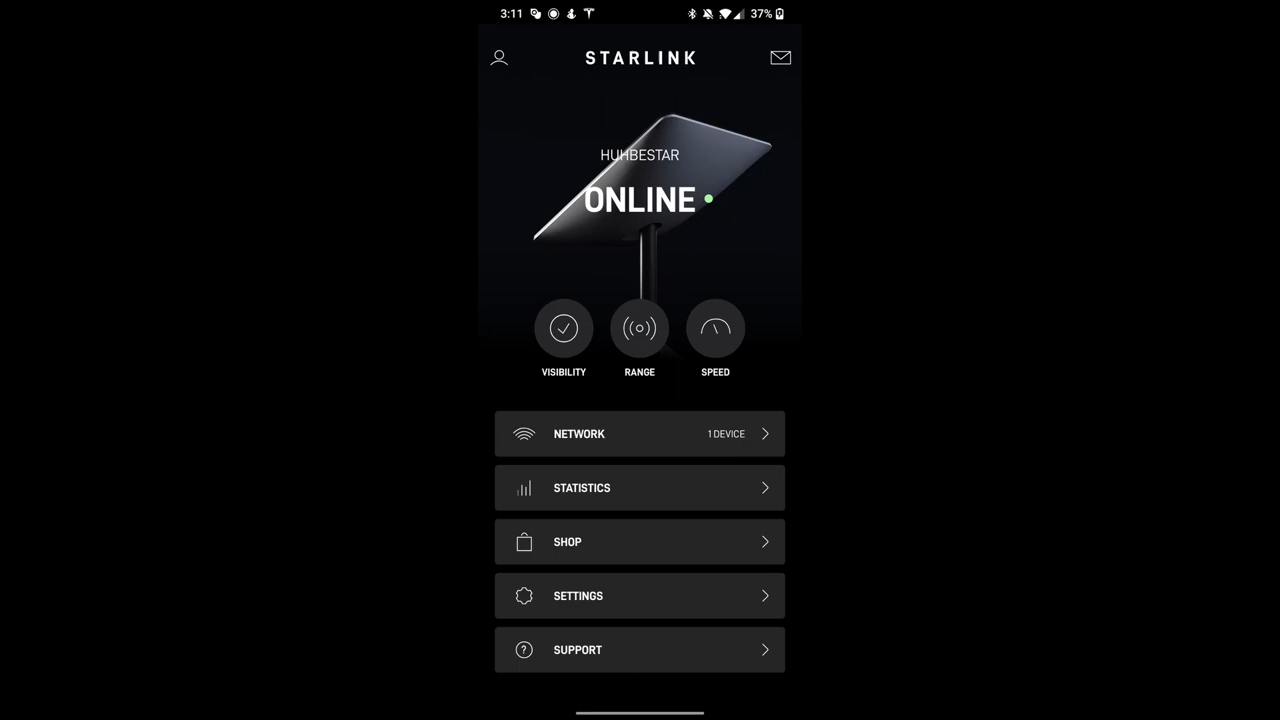 3:11
37%
STARLINK
HUHBESTAR
ONLINE
VISIBILITY
RANGE
SPEED
NETWORK 1 DEVICE
STATISTICS
SHOP
SETTINGS
SUPPORT